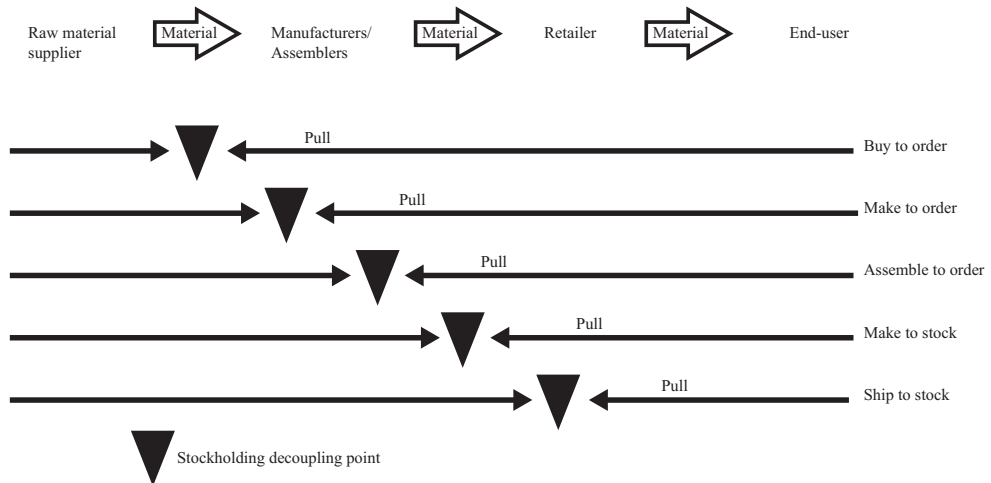 Raw material
supplier
Material
Manufacturers/
Assemblers
Material
Retailer
Material
End-user
Pull
Buy to order
Pull
Make to order
Pull
Assemble to order
Pull
Make to stock
Pull
Ship to stock
Stockholding decoupling point